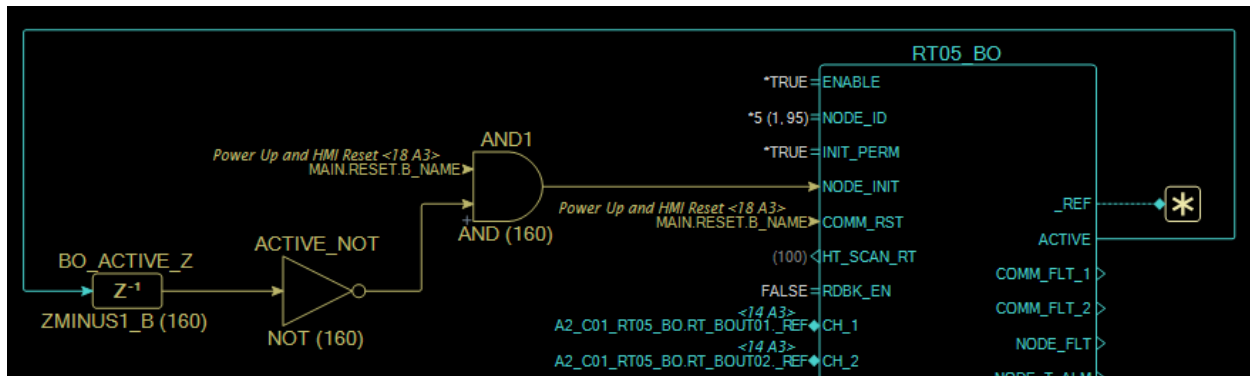 RT05_BO
*TRUE ENABLE
*5 (1, 95) NODE_ID
AND1
*TRUE INIT_PERM
Power Up and HMI Reset <18 A3>
MAIN.RESET.B_NAME
NODE_INIT
Power Up and HMI Reset <18 A3>
MAIN.RESET.B_NAME COMM_RST
_REF
*
+
AND (160)
ACTIVE_NOT
ACTIVE
(100) HT_SCAN_RT
BO_ACTIVE_Z
COMM_FLT_1
Z⁻¹
FALSE RDBK_EN
COMM_FLT_2
ZMINUS1_B (160)
<14 A3>
A2_C01_RT05_BO.RT_BOUT01._REF CH_1
NOT (160)
NODE_FLT
<14 A3>
A2_C01_RT05_BO.RT_BOUT02._REF CH_2
NODE_T_ALM